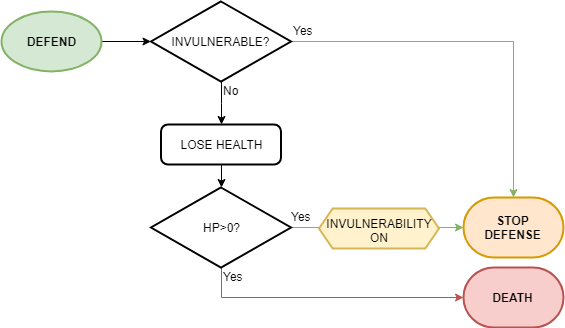 DEFEND
INVULNERABLE?
Yes
No
LOSE HEALTH
HP>0?
Yes
INVULNERABILITY
ON
STOP
DEFENSE
Yes
DEATH